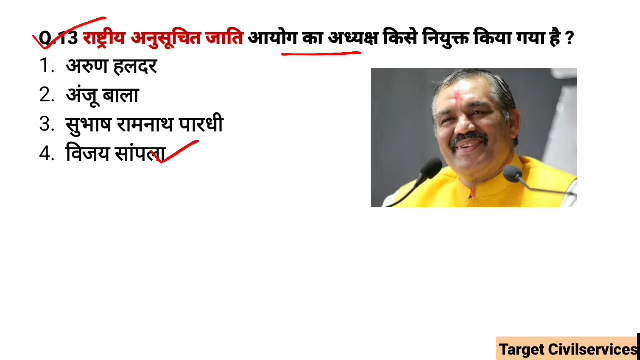 Q.13 राष्ट्रीय अनुसूचित जाति आयोग का अध्यक्ष किसे नियुक्त किया गया है ?
1. अरुण हलदर
2. अंजू बाला
3. सुभाष रामनाथ पारधी
4. विजय सांपला
Target Civilservices